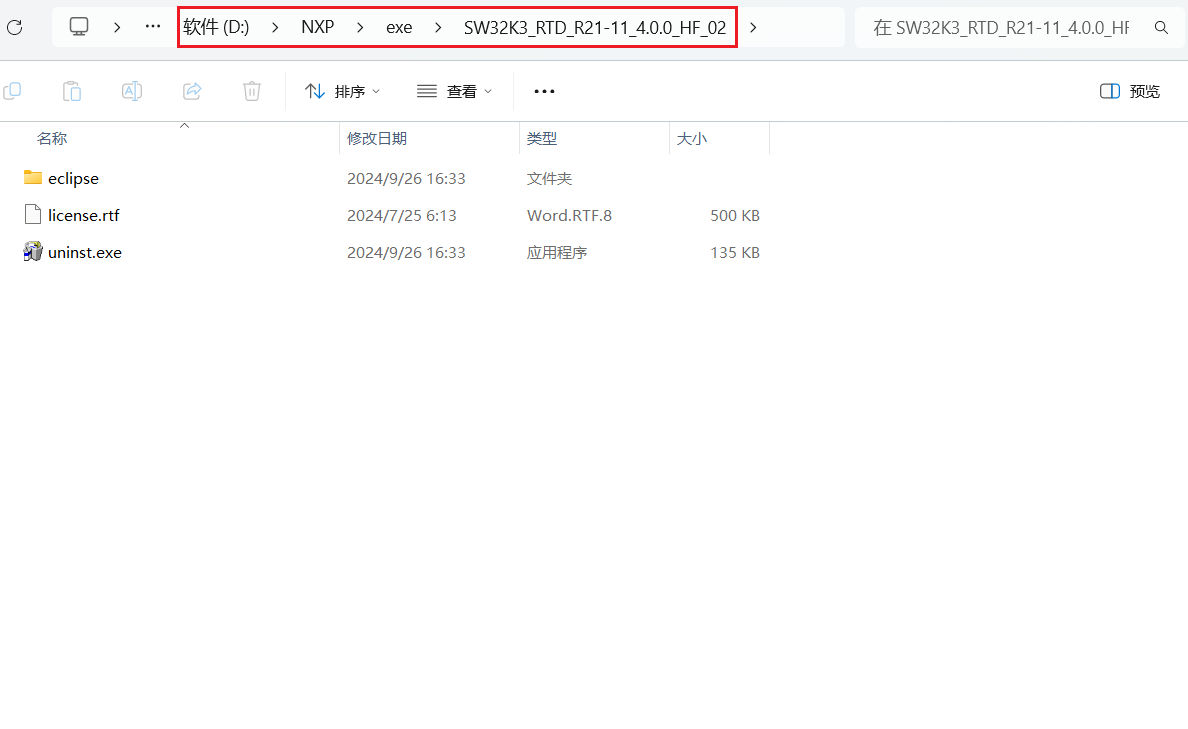 软件 (D:) > NXP > exe > SW32K3_RTD_R21-11_4.0.0_HF_02 >
在 SW32K3_RTD_R21-11_4.0.0_HF
排序 查看 ··· 预览
名称 修改日期 类型 大小
eclipse 2024/9/26 16:33 文件夹
license.rtf 2024/7/25 6:13 Word.RTF.8 500 KB
uninst.exe 2024/9/26 16:33 应用程序 135 KB